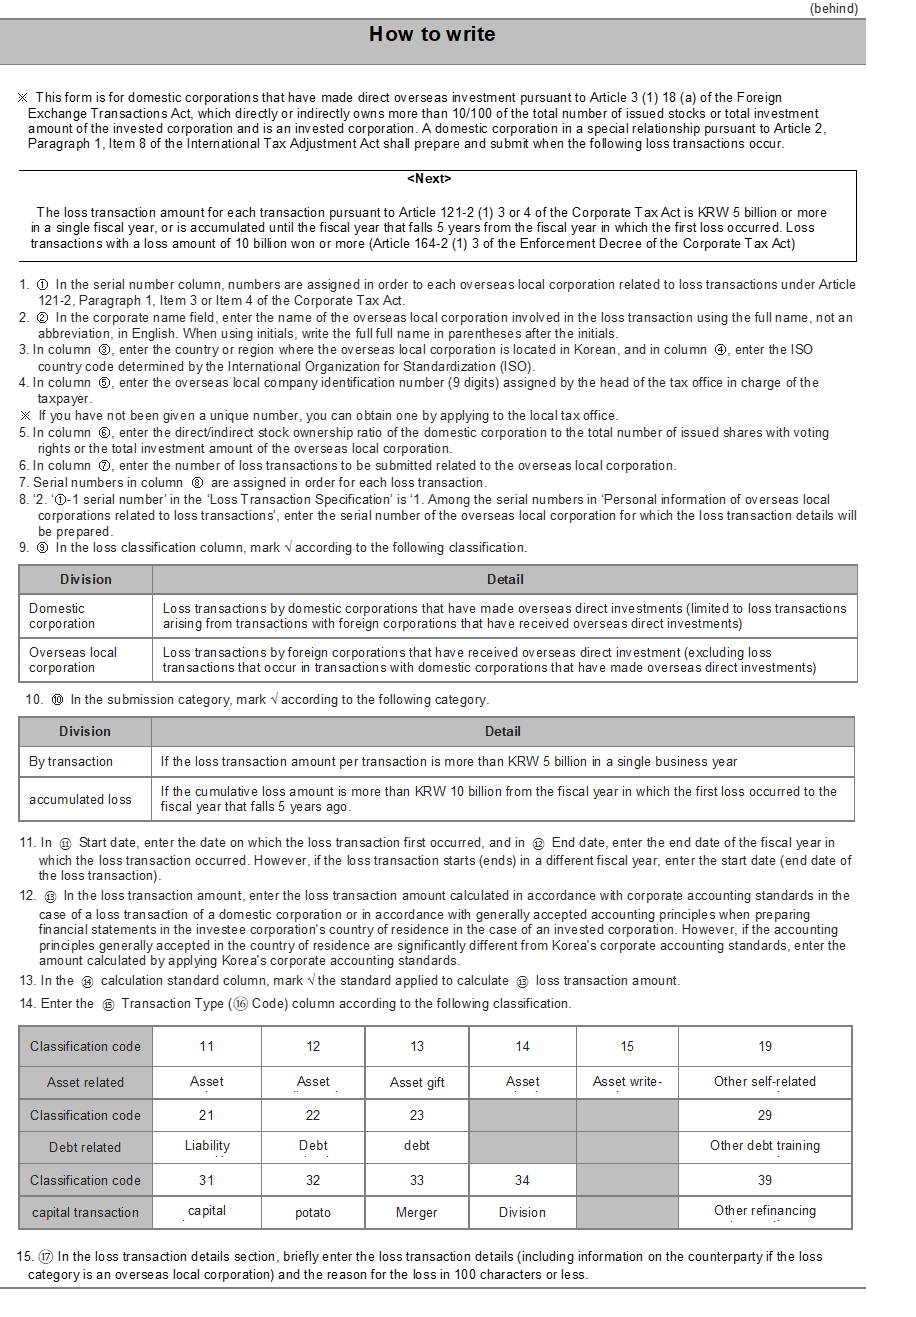 (behind)
How to write
※ This form is for domestic corporations that have made direct overseas investment pursuant to Article 3 (1) 18 (a) of the Foreign
Exchange Transactions Act, which directly or indirectly owns more than 10/100 of the total number of issued stocks or total investment
amount of the invested corporation and is an invested corporation. A domestic corporation in a special relationship pursuant to Article 2,
Paragraph 1, Item 8 of the International Tax Adjustment Act shall prepare and submit when the following loss transactions occur.
<Next>
The loss transaction amount for each transaction pursuant to Article 121-2 (1) 3 or 4 of the Corporate Tax Act is KRW 5 billion or more
in a single fiscal year, or is accumulated until the fiscal year that falls 5 years from the fiscal year in which the first loss occurred. Loss
transactions with a loss amount of 10 billion won or more (Article 164-2 (1) 3 of the Enforcement Decree of the Corporate Tax Act)
1. ① In the serial number column, numbers are assigned in order to each overseas local corporation related to loss transactions under Article
121-2, Paragraph 1, Item 3 or Item 4 of the Corporate Tax Act.
2. ② In the corporate name field, enter the name of the overseas local corporation involved in the loss transaction using the full name, not an
abbreviation, in English. When using initials, write the full full name in parentheses after the initials.
3. In column ③, enter the country or region where the overseas local corporation is located in Korean, and in column ④, enter the ISO
country code determined by the International Organization for Standardization (ISO).
4. In column ⑤, enter the overseas local company identification number (9 digits) assigned by the head of the tax office in charge of the
taxpayer.
※ If you have not been given a unique number, you can obtain one by applying to the local tax office.
5. In column ⑥, enter the direct/indirect stock ownership ratio of the domestic corporation to the total number of issued shares with voting
rights or the total investment amount of the overseas local corporation.
6. In column ⑦, enter the number of loss transactions to be submitted related to the overseas local corporation.
7. Serial numbers in column ⑧ are assigned in order for each loss transaction.
8. ‘2. ‘①-1 serial number’ in the ‘Loss Transaction Specification’ is ‘1. Among the serial numbers in ‘Personal information of overseas local
corporations related to loss transactions’, enter the serial number of the overseas local corporation for which the loss transaction details will
be prepared.
9. ⑨ In the loss classification column, mark √ according to the following classification.
Division Detail
Domestic corporation Loss transactions by domestic corporations that have made overseas direct investments (limited to loss transactions
arising from transactions with foreign corporations that have received overseas direct investments)
Overseas local corporation Loss transactions by foreign corporations that have received overseas direct investment (excluding loss
transactions that occur in transactions with domestic corporations that have made overseas direct investments)
10. ⑩ In the submission category, mark √ according to the following category.
Division Detail
By transaction If the loss transaction amount per transaction is more than KRW 5 billion in a single business year
accumulated loss If the cumulative loss amount is more than KRW 10 billion from the fiscal year in which the first loss occurred to the
fiscal year that falls 5 years ago.
11. In ⑪ Start date, enter the date on which the loss transaction first occurred, and in ⑫ End date, enter the end date of the fiscal year in
which the loss transaction occurred. However, if the loss transaction starts (ends) in a different fiscal year, enter the start date (end date of
the loss transaction).
12. ⑬ In the loss transaction amount, enter the loss transaction amount calculated in accordance with corporate accounting standards in the
case of a loss transaction of a domestic corporation or in accordance with generally accepted accounting principles when preparing
financial statements in the investee corporation's country of residence in the case of an invested corporation. However, if the accounting
principles generally accepted in the country of residence are significantly different from Korea's corporate accounting standards, enter the
amount calculated by applying Korea's corporate accounting standards.
13. In the ⑭ calculation standard column, mark √ the standard applied to calculate ⑬ loss transaction amount.
14. Enter the ⑮ Transaction Type (⑯ Code) column according to the following classification.
Classification code 11 12 13 14 15 19
Asset related Asset Asset Asset gift Asset Asset write- Other self-related
Classification code 21 22 23 29
Debt related Liability Debt debt Other debt training
Classification code 31 32 33 34 39
capital transaction capital potato Merger Division Other refinancing
15. ⑰ In the loss transaction details section, briefly enter the loss transaction details (including information on the counterparty if the loss
category is an overseas local corporation) and the reason for the loss in 100 characters or less.